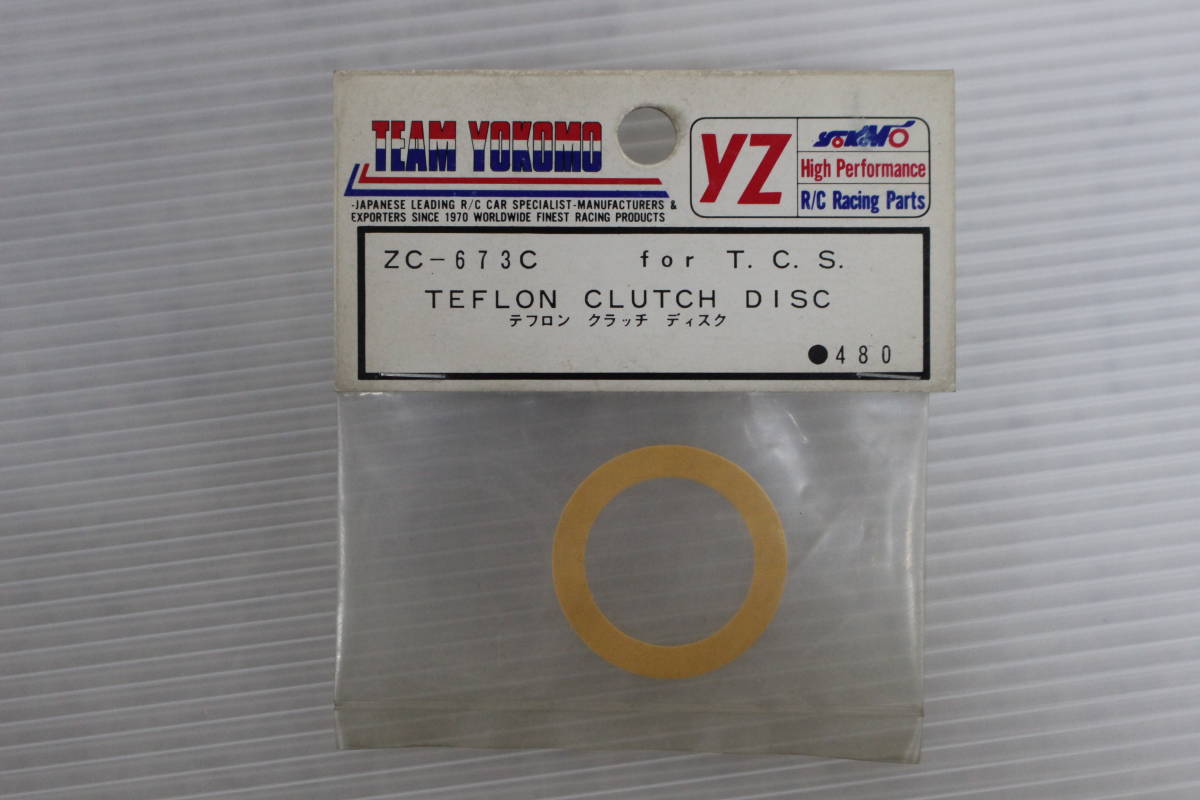 TEAM YOKOMO
-JAPANESE LEADING R/C CAR SPECIALIST-MANUFACTURERS &
EXPORTERS SINCE 1970 WORLDWIDE FINEST RACING PRODUCTS
YZ
YOKOMO
High Performance
R/C Racing Parts
ZC-673C for T. C. S.
TEFLON CLUTCH DISC
テフロン クラッチ ディスク
●480